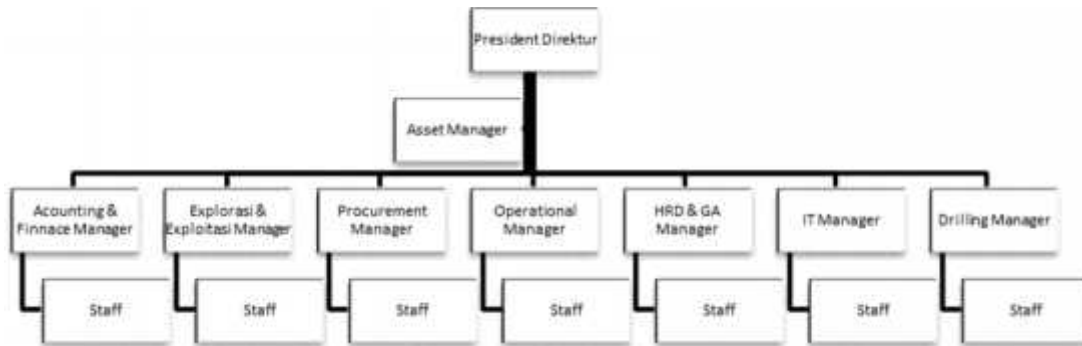 President Direktur
Asset Manager
Acounting &
Finnace Manager
Explorasi &
Exploitasi Manager
Procurement
Manager
Operational
Manager
HRD & GA
Manager
IT Manager
Drilling Manager
Staff
Staff
Staff
Staff
Staff
Staff
Staff